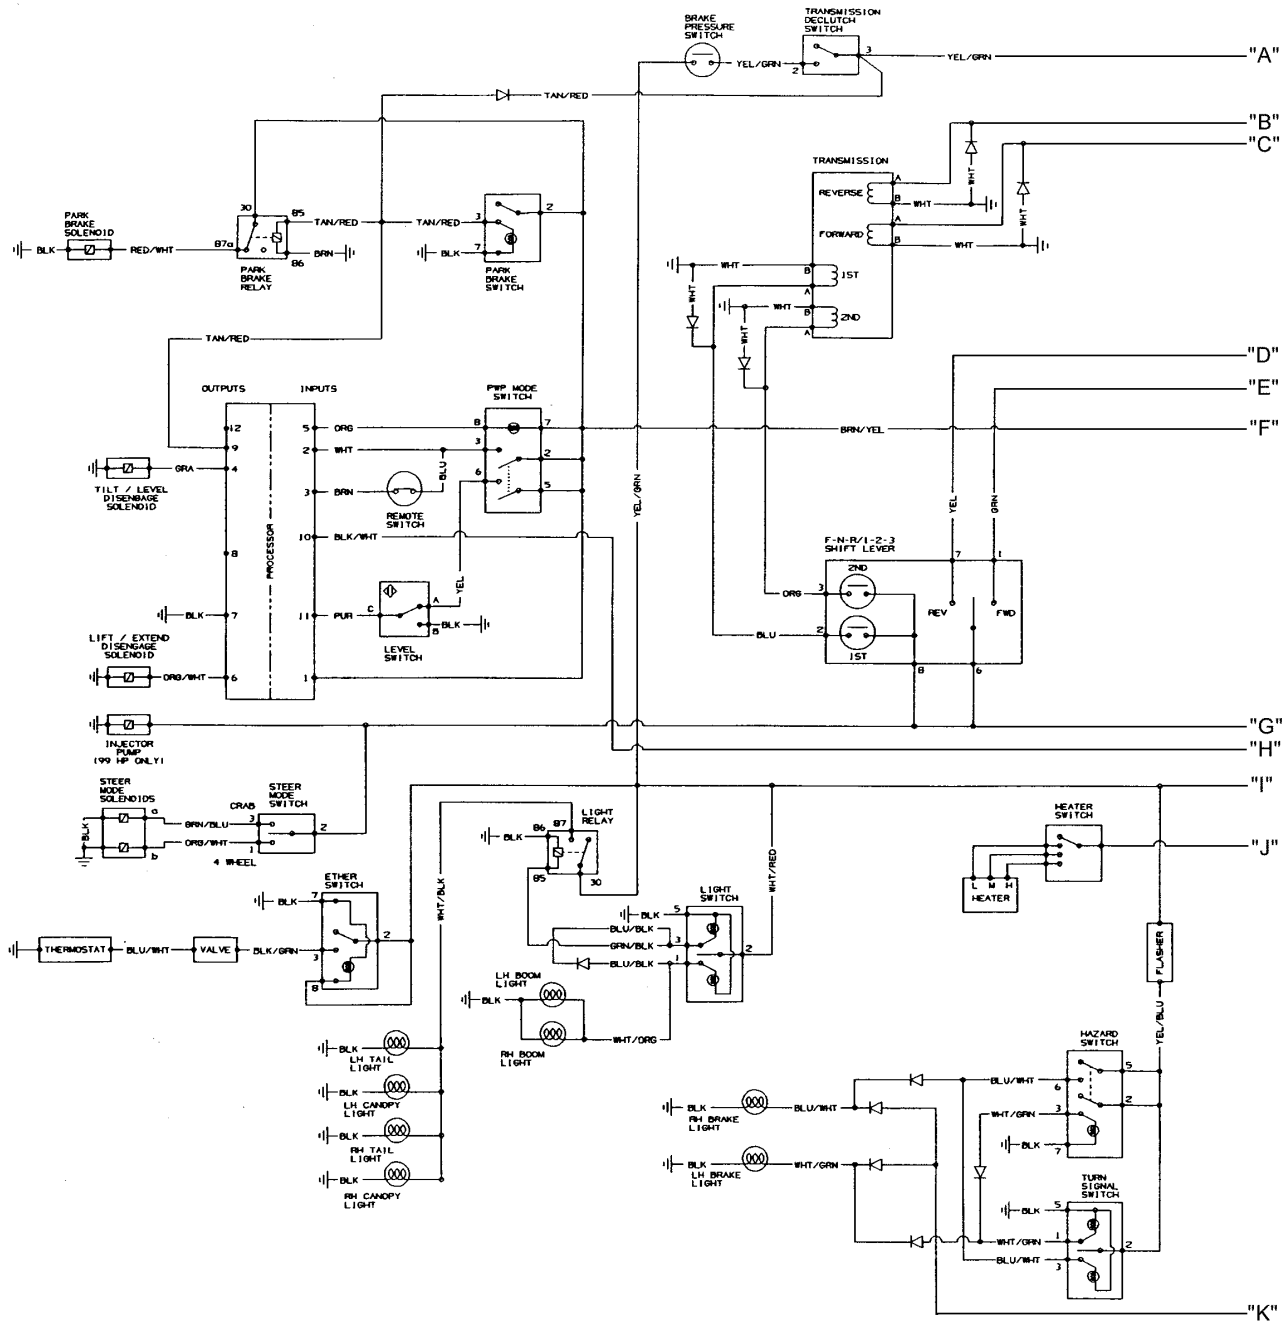 BRAKE
PRESSURE
SWITCH
TRANSMISSION
DECLUTCH
SWITCH
YEL/GRN
2
3
YEL/GRN
"A"
TAN/RED
"B"
"C"
TRANSMISSION
A
REVERSE
B
WHT
WHT
A
FORWARD
B
WHT
WHT
PARK
BRAKE
SOLENOID
BLK
RED/WHT
30
85
87a
86
BRN
TAN/RED
PARK
BRAKE
RELAY
TAN/RED
3
2
7
BLK
PARK
BRAKE
SWITCH
WHT
B
1ST
A
WHT
WHT
B
2ND
A
WHT
TAN/RED
"D"
"E"
"F"
OUTPUTS
INPUTS
PWP MODE
SWITCH
12
9
4
8
7
6
PROCESSOR
5
2
3
10
11
1
ORG
WHT
BLU
BRN
BLK/WHT
PUR
8
7
3
2
6
5
BRN/YEL
YEL/GRN
GRA
TILT / LEVEL
DISENGAGE
SOLENOID
REMOTE
SWITCH
YEL
GRN
F-N-R/1-2-3
SHIFT LEVER
7
1
2ND
3
ORG
REV
FWD
2
BLU
1ST
8
6
YEL
C
A
B
BLK
LEVEL
SWITCH
BLK
LIFT / EXTEND
DISENGAGE
SOLENOID
ORG/WHT
INJECTOR
PUMP
(99 HP ONLY)
"G"
"H"
"I"
STEER
MODE
SOLENOIDS
BLK
a
b
BRN/BLU
ORG/WHT
CRAB
3
1
4 WHEEL
STEER
MODE
SWITCH
2
HEATER
SWITCH
"J"
L M H
HEATER
LIGHT
RELAY
86
87
BLK
85
30
WHT/BLK
WHT/RED
ETHER
SWITCH
7
BLK
2
3
8
THERMOSTAT
BLU/WHT
VALVE
BLK/GRN
LIGHT
SWITCH
BLK
5
BLU/BLK
GRN/BLK
3
2
BLU/BLK
1
FLASHER
LH BOOM
LIGHT
BLK
RH BOOM
LIGHT
WHT/ORG
YEL/BLU
BLK
LH TAIL
LIGHT
BLK
LH CANOPY
LIGHT
BLK
RH TAIL
LIGHT
BLK
RH CANOPY
LIGHT
HAZARD
SWITCH
BLU/WHT
6
5
2
WHT/GRN
3
BLK
7
BLK
RH BRAKE
LIGHT
BLU/WHT
BLK
LH BRAKE
LIGHT
WHT/GRN
TURN
SIGNAL
SWITCH
BLK
5
WHT/GRN
1
2
BLU/WHT
3
"K"